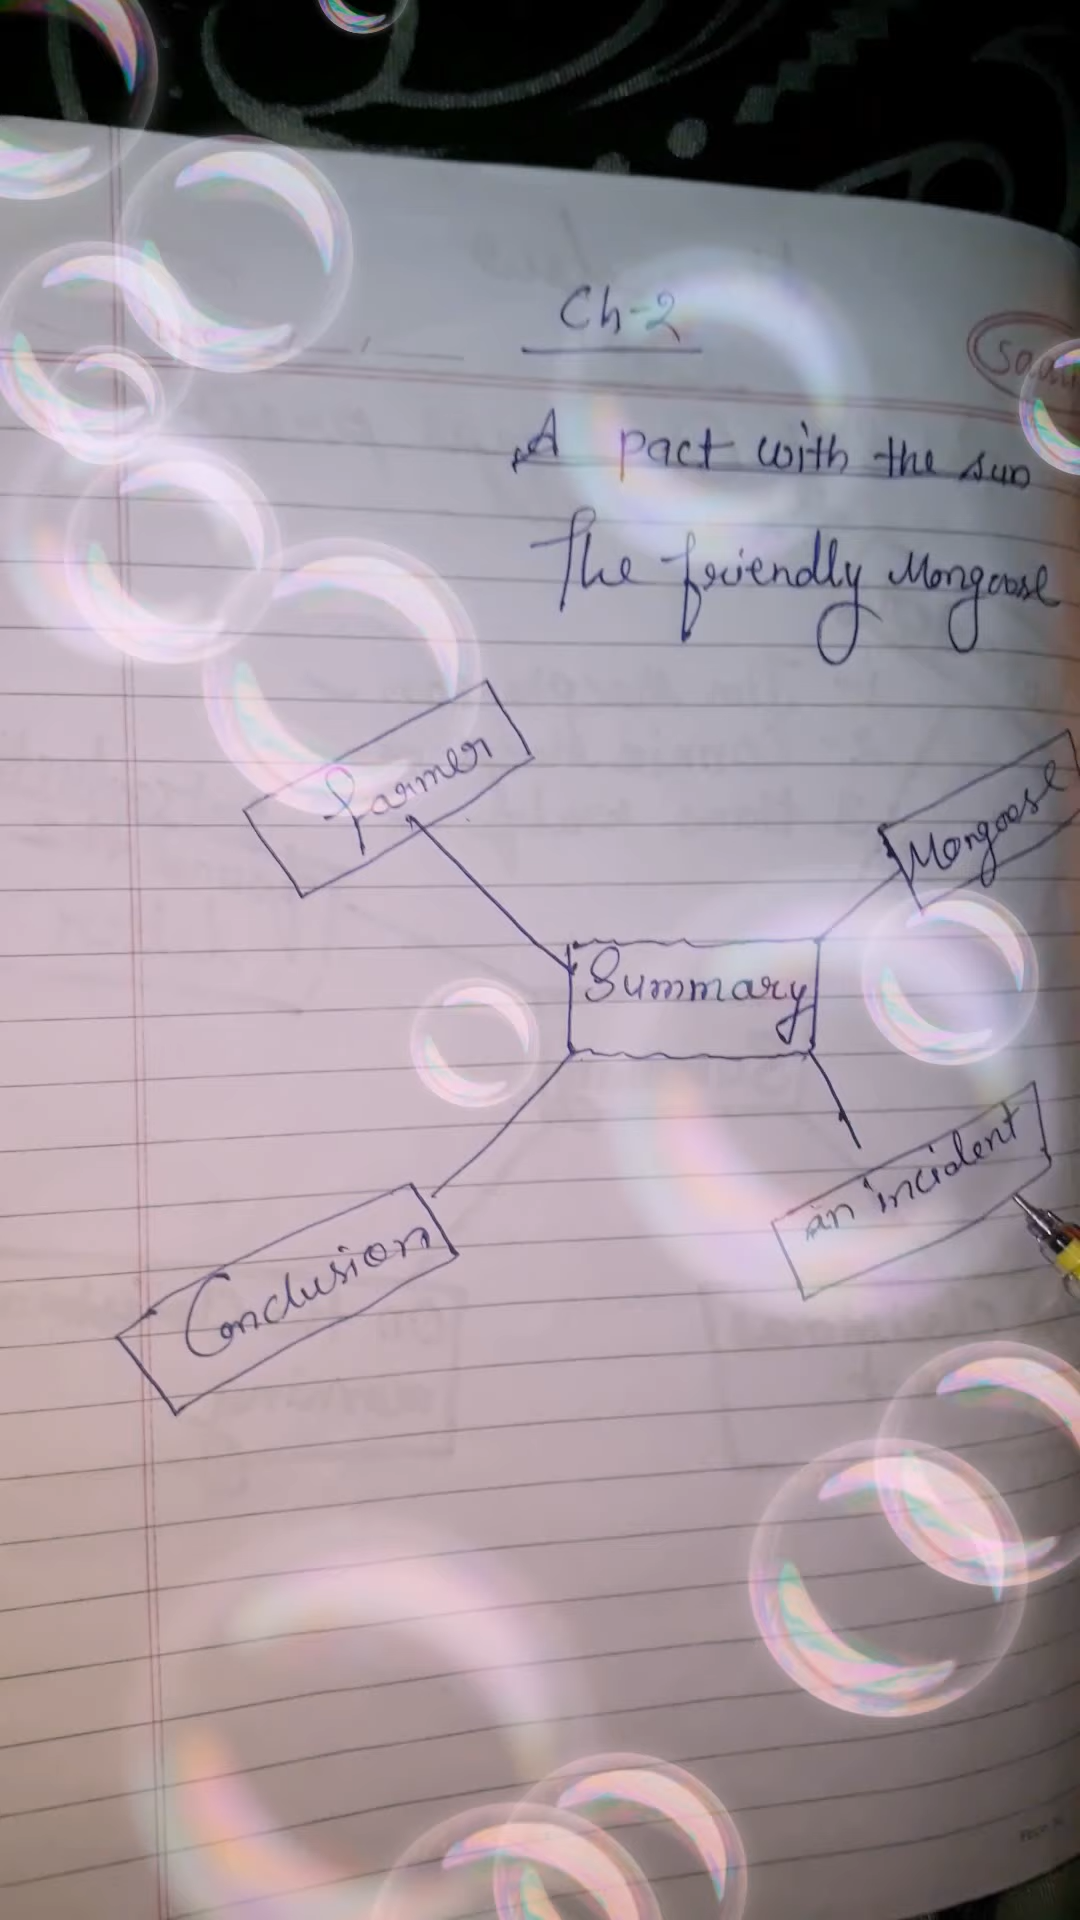 Ch-2
A pact with the sun
The friendly Mongoose
farmer
Mongoose
Summary
an incident
Conclusion